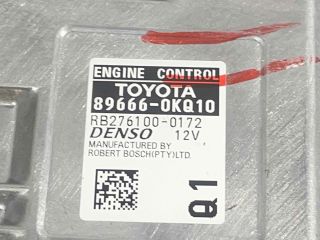 ENGINE CONTROL
TOYOTA
89666-0KQ10
RB276100-0172
DENSO 12V
MANUFACTURED BY
ROBERT BOSCH(PTY)LTD.
Q1